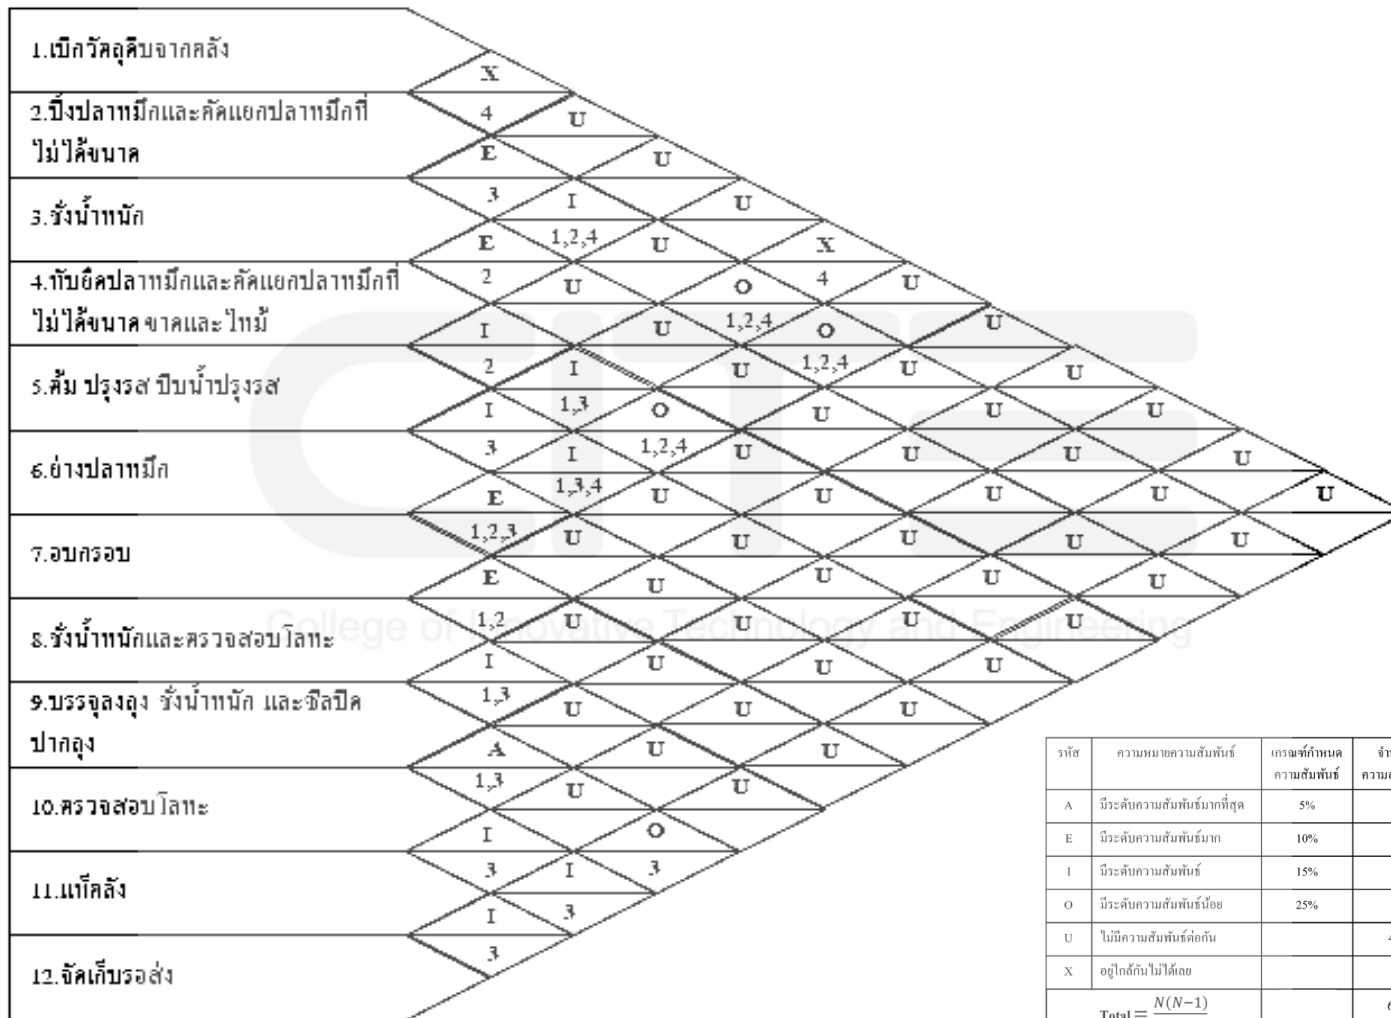 1.เบิกวัตถุดิบจากคลัง
2.ปิ้งปลาหมึกและคัดแยกปลาหมึกที่
ไม่ได้ขนาด
3.ชั่งน้ำหนัก
4.ทับยืดปลาหมึกและคัดแยกปลาหมึกที่
ไม่ได้ขนาด ขาดและไหม้
5.ต้ม ปรุงรส ปีบน้ำปรุงรส
6.ย่างปลาหมึก
7.อบกรอบ
8.ชั่งน้ำหนักและตรวจสอบโลหะ
9.บรรจุลงถุง ชั่งน้ำหนัก และซีลปิด
ปากถุง
10.ตรวจสอบโลหะ
11.แพ็คลัง
12.จัดเก็บรอส่ง
X
4 U
E U
3 I U
E 1,2,4 U X
2 U O 4 U
I U 1,2,4 O U
2 I U 1,2,4 U U
I 1,3 O U U U
3 I 1,2,4 U U U U
E 1,3,4 U U U U U
1,2,3 U U U U U
E U U U U
1,2 U U U U
I U U U
1,3 U U U
A U U
1,3 U U
I O
3 I 3
I 3
3
College of Innovative Technology and Engineering
รหัส ความหมายความสัมพันธ์ เกณฑ์กำหนด
ความสัมพันธ์
A มีระดับความสัมพันธ์มากที่สุด 5%
E มีระดับความสัมพันธ์มาก 10%
I มีระดับความสัมพันธ์ 15%
O มีระดับความสัมพันธ์น้อย 25%
U ไม่มีความสัมพันธ์ต่อกัน
X อยู่ใกล้กันไม่ได้เลย
Total = N(N−1)